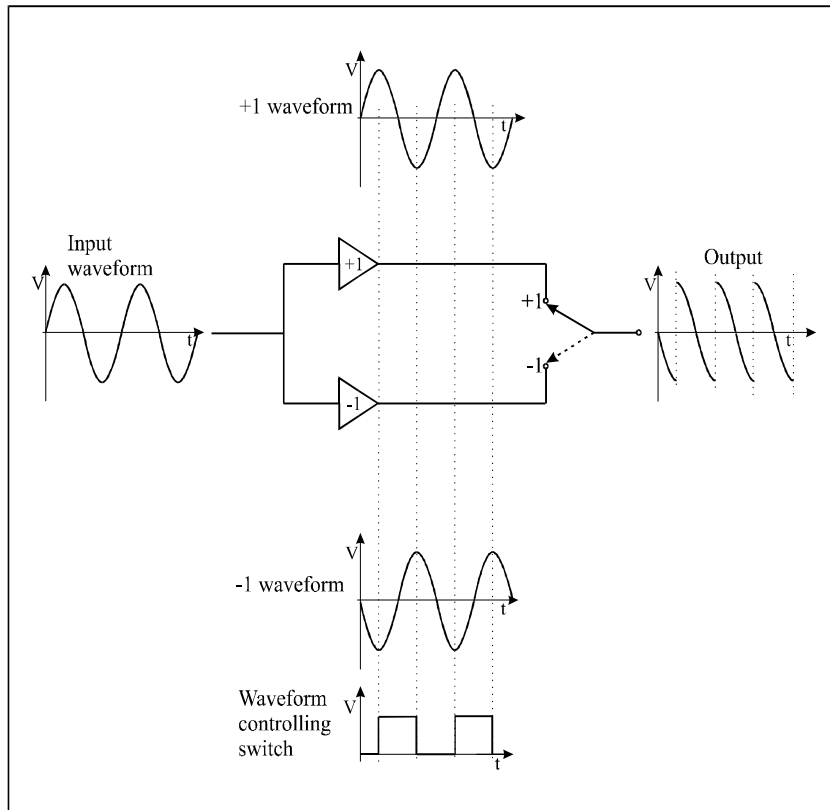 V
+1 waveform
t
Input
waveform
V
t
+1
+1
-1
-1
Output
V
t
V
-1 waveform
t
Waveform
controlling
switch
V
t